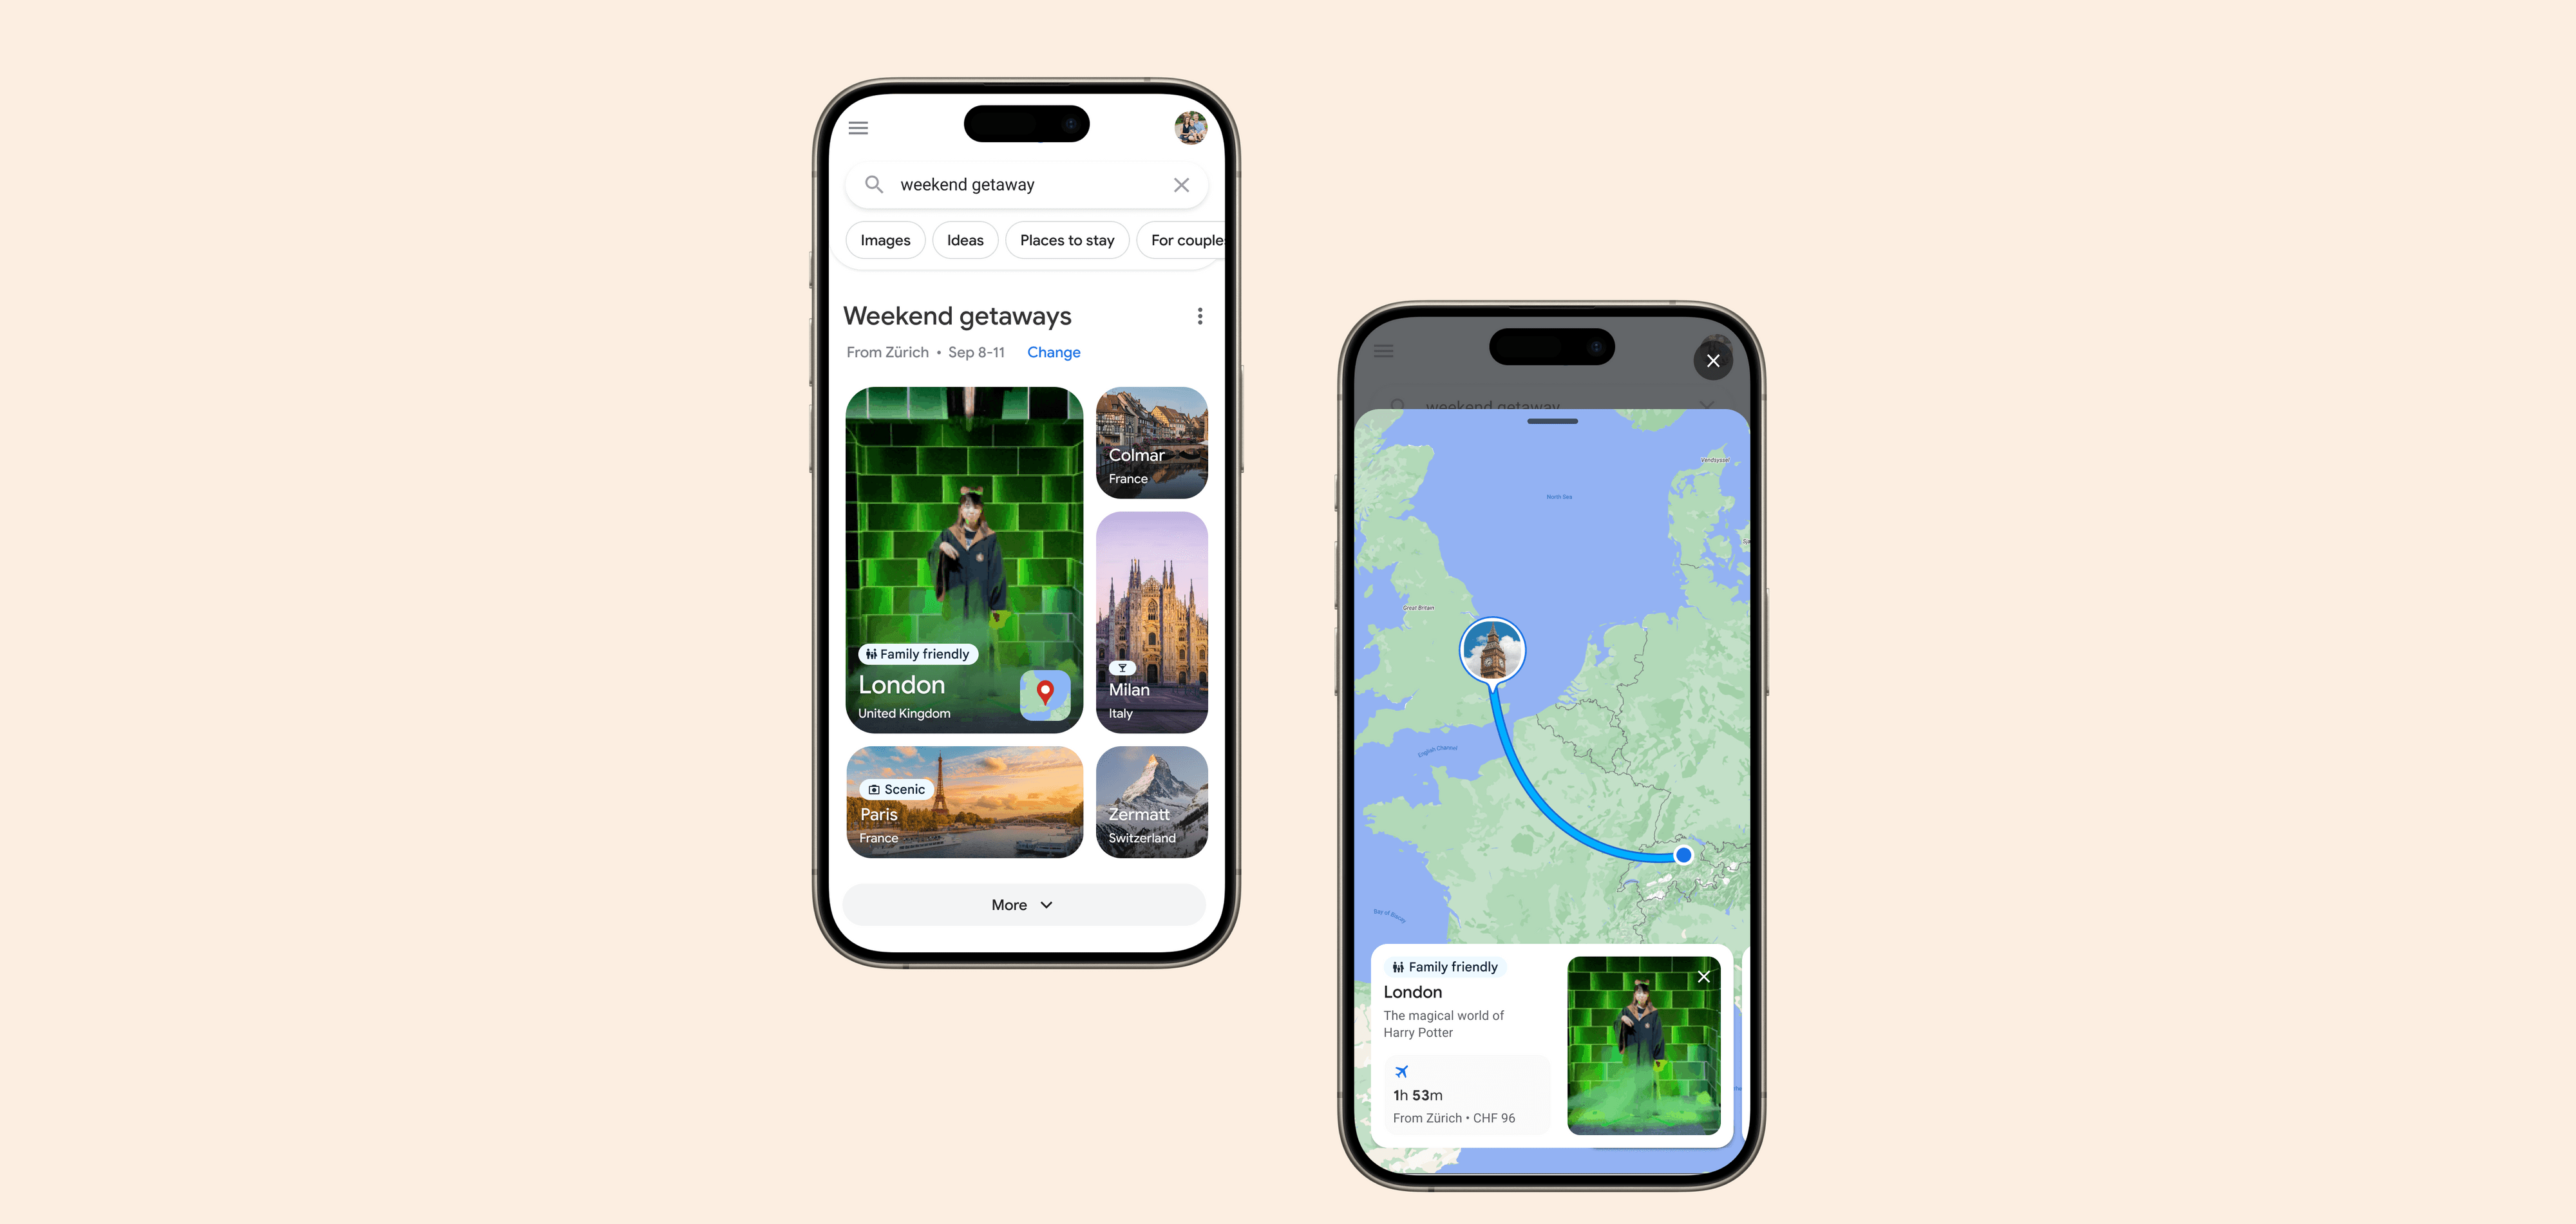 weekend getaway
Images
Ideas
Places to stay
For couple
Weekend getaways
From Zürich • Sep 8-11 Change
Colmar
France
Family friendly
London
United Kingdom
Milan
Italy
Scenic
Paris
France
Zermatt
Switzerland
More
weekend getaway
Vendsyssel
North Sea
Great Britain
English Channel
Bay of Biscay
Family friendly
London
The magical world of
Harry Potter
1h 53m
From Zürich • CHF 96